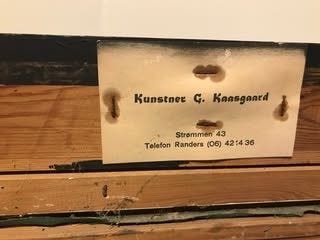 Kunstner G. Kaasgaard
Strømmen 43
Telefon Randers (06) 42 14 36